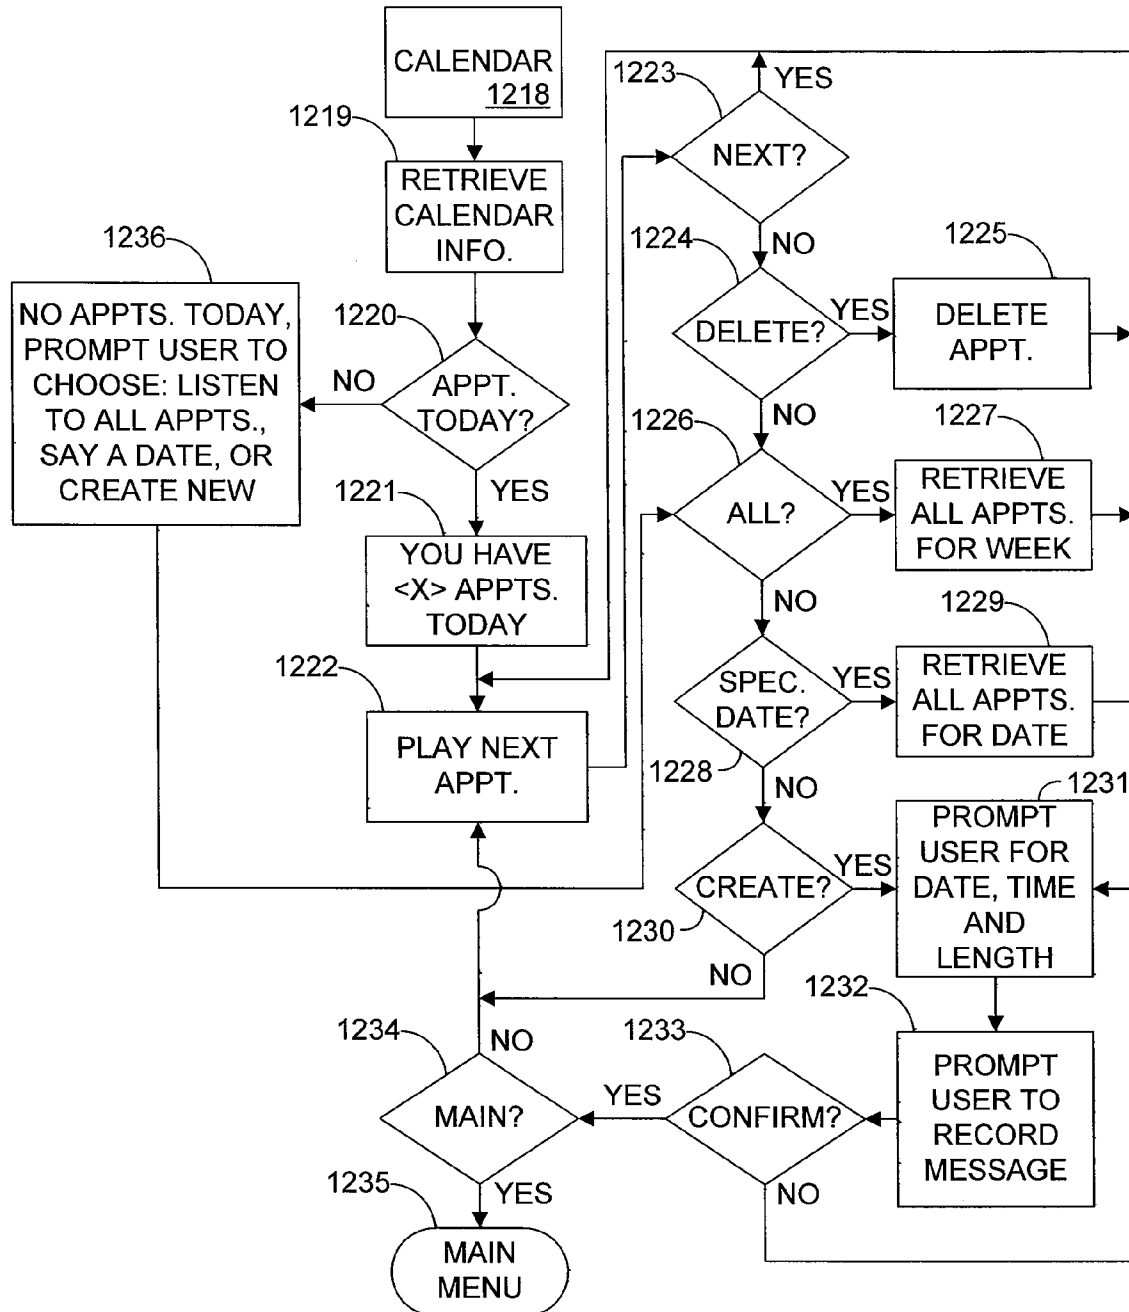 CALENDAR
1218
1219
RETRIEVE
CALENDAR
INFO.
1220
APPT.
TODAY?
NO
YES
1236
NO APPTS. TODAY,
PROMPT USER TO
CHOOSE: LISTEN
TO ALL APPTS.,
SAY A DATE, OR
CREATE NEW
1221
YOU HAVE
<X> APPTS.
TODAY
1222
PLAY NEXT
APPT.
1223
NEXT?
YES
NO
1224
DELETE?
YES
NO
1225
DELETE
APPT.
1226
ALL?
YES
NO
1227
RETRIEVE
ALL APPTS.
FOR WEEK
SPEC.
DATE?
1228
YES
NO
1229
RETRIEVE
ALL APPTS.
FOR DATE
CREATE?
1230
YES
NO
1231
PROMPT
USER FOR
DATE, TIME
AND
LENGTH
1232
PROMPT
USER TO
RECORD
MESSAGE
1233
CONFIRM?
YES
NO
1234
MAIN?
NO
YES
1235
MAIN
MENU